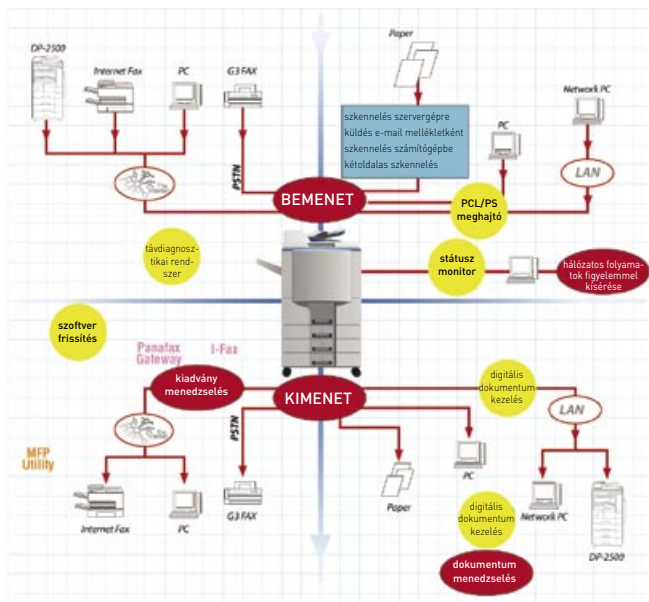 DP-2500
Internet Fax
PC
G3 FAX
Paper
Network PC
szkennelés szervergépre
küldés e-mail mellékletként
szkennelés számítógépbe
kétoldalas szkennelés
PC
LAN
PSTN
BEMENET
PCL/PS
meghajtó
távdiagnosz-
tikai rend-
szer
státusz
monitor
hálózatos folyama-
tok figyelemmel
kísérése
szoftver
frissítés
Panafax
Gateway
I-Fax
kiadvány
menedzselés
KIMENET
digitális
dokumentum
kezelés
LAN
PSTN
MFP
Utility
Internet Fax
PC
G3 FAX
Paper
PC
Network PC
DP-2500
digitális
dokumentum
kezelés
dokumentum
menedzselés